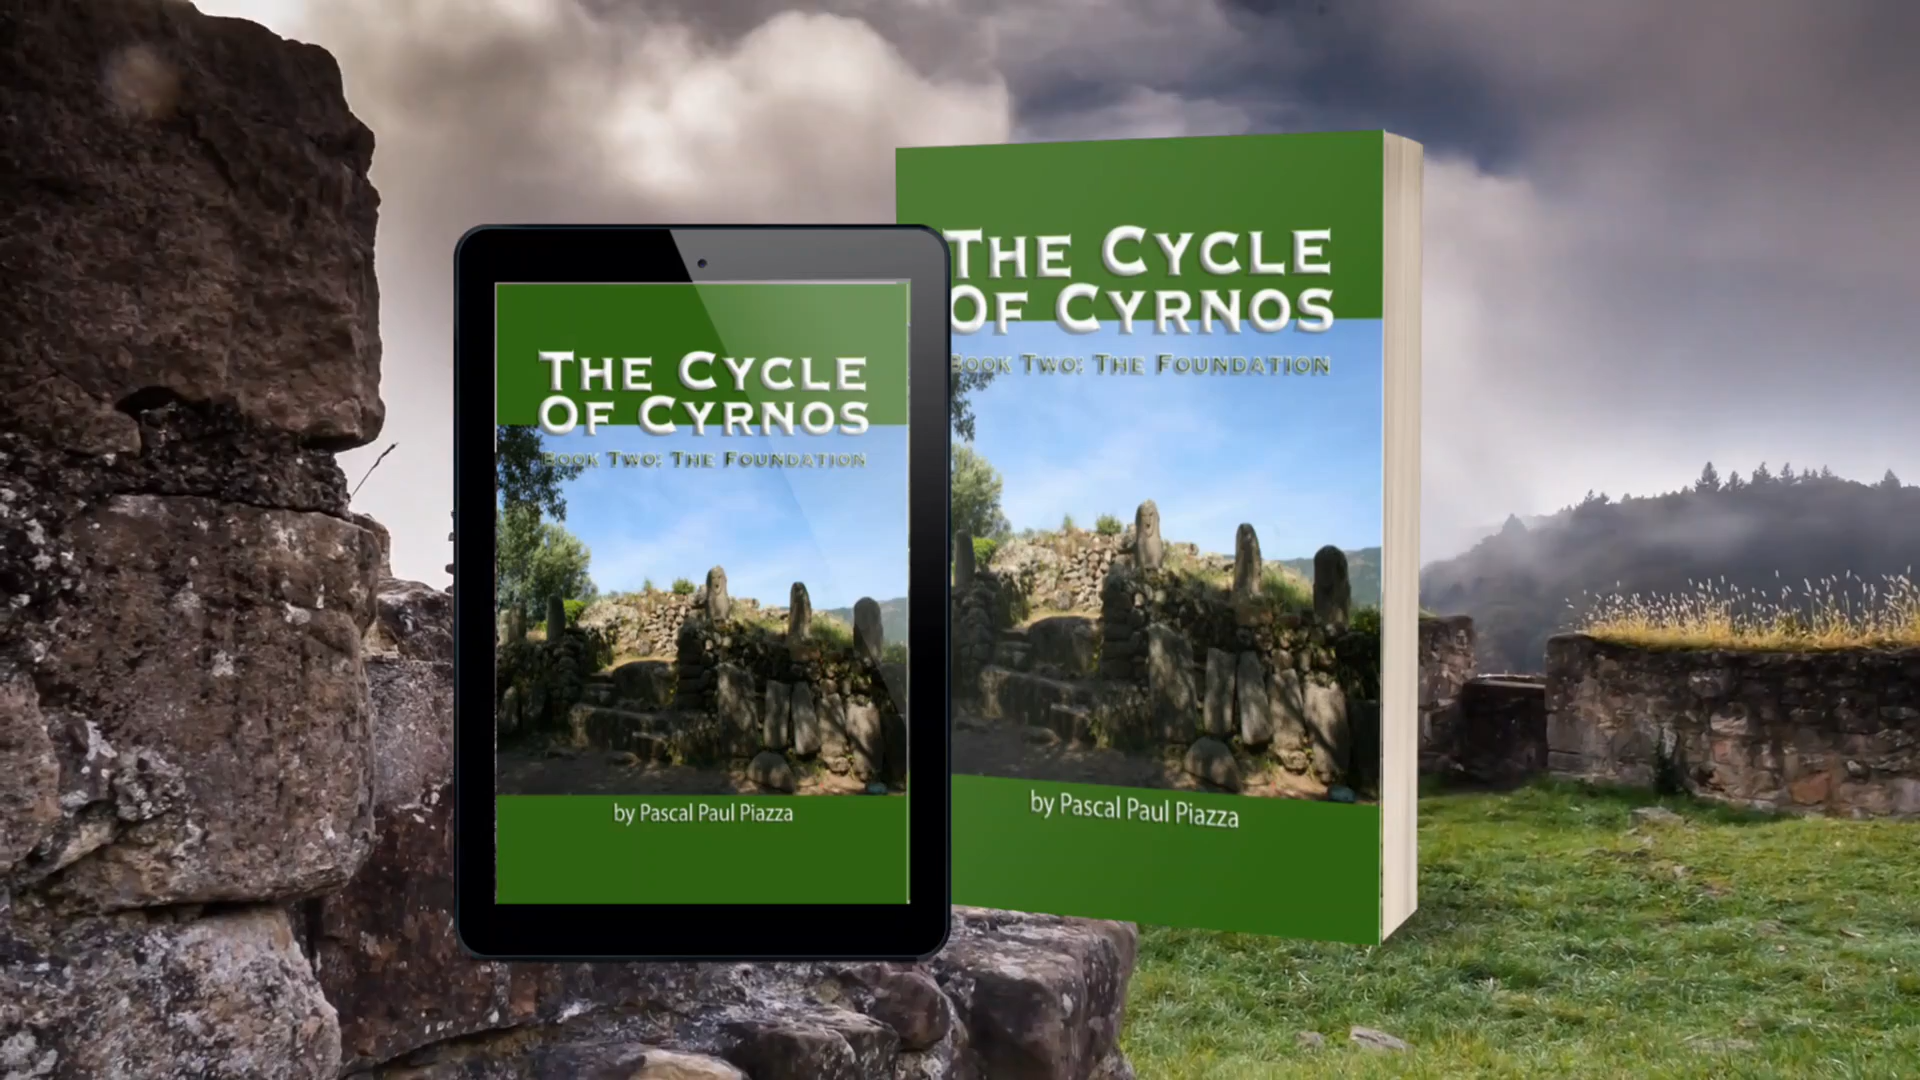 THE CYCLE
OF CYRNOS
BOOK TWO: THE FOUNDATION
by Pascal Paul Piazza
THE CYCLE
OF CYRNOS
BOOK TWO: THE FOUNDATION
by Pascal Paul Piazza